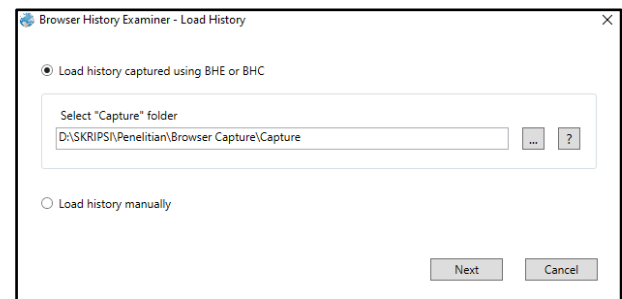 Browser History Examiner - Load History
Load history captured using BHE or BHC
Select "Capture" folder
D:\SKRIPSI\Penelitian\Browser Capture\Capture
... ?
Load history manually
Next Cancel